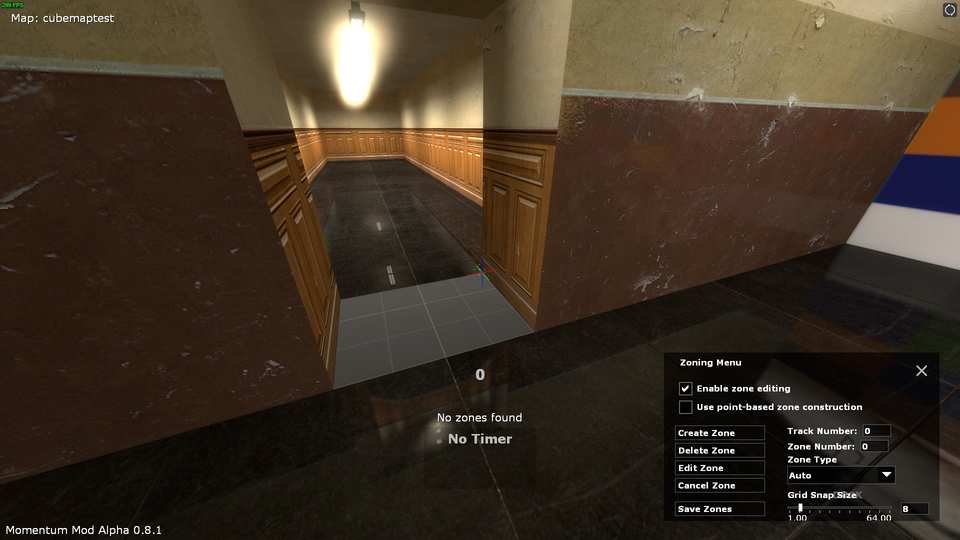 299 FPS
Map: cubemaptest
0
No zones found
No Timer
Zoning Menu
Enable zone editing
Use point-based zone construction
Create Zone
Delete Zone
Edit Zone
Cancel Zone
Save Zones
Track Number: 0
Zone Number: 0
Zone Type
Auto
Grid Snap Size
8
1.00 64.00
Momentum Mod Alpha 0.8.1